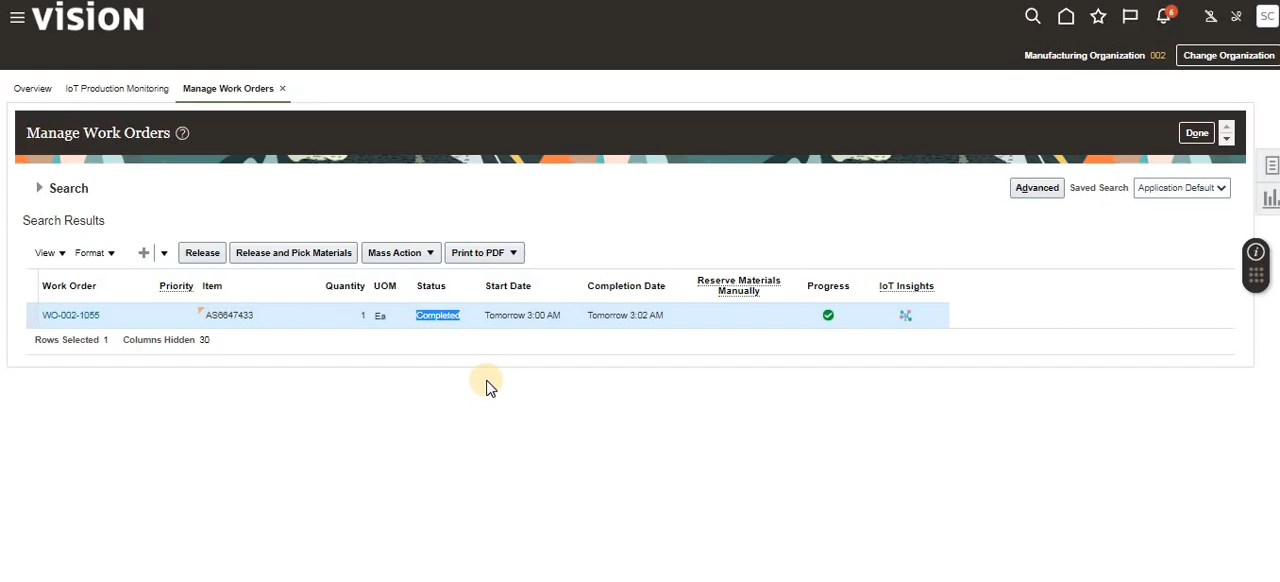 vision
6
SC
Manufacturing Organization 002 Change Organization
Overview IoT Production Monitoring Manage Work Orders ×
Manage Work Orders ? Done
Search Advanced Saved Search Application Default
Search Results
View Format Release Release and Pick Materials Mass Action Print to PDF
Work Order Priority Item Quantity UOM Status Start Date Completion Date Reserve Materials Manually Progress IoT Insights
WO-002-1056 AS6647433 1 Ea Completed Tomorrow 3:00 AM Tomorrow 3:02 AM
Rows Selected 1 Columns Hidden 30